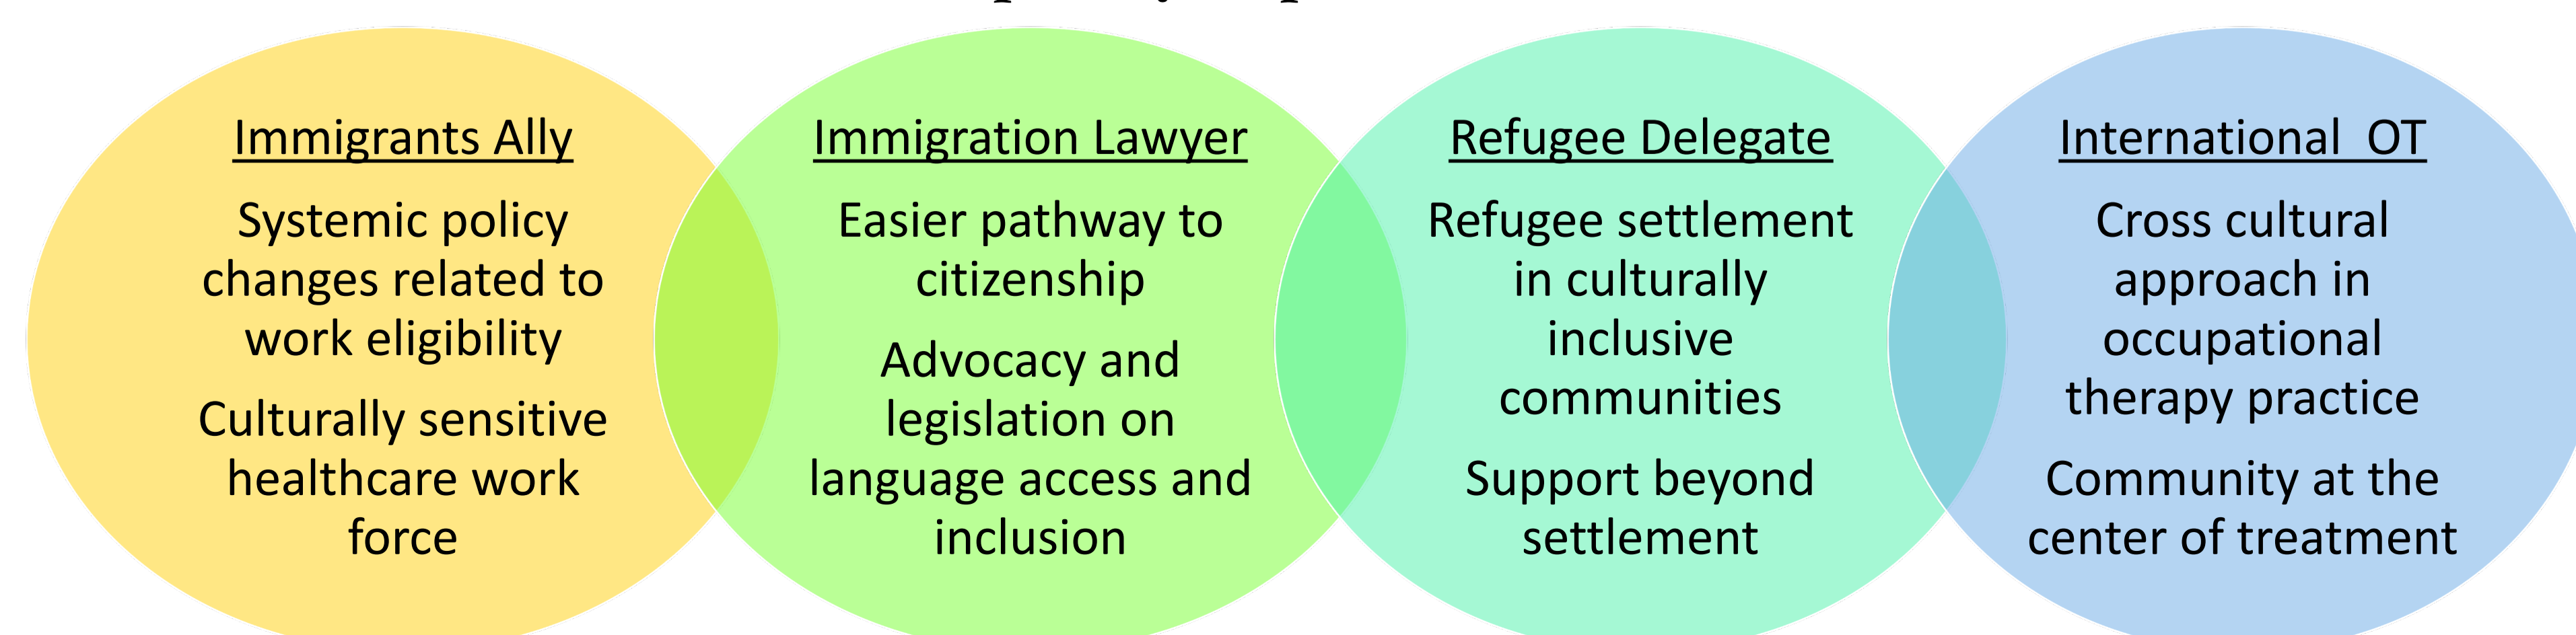 Immigrants Ally
Systemic policy
changes related to
work eligibility
Culturally sensitive
healthcare work
force
Immigration Lawyer
Easier pathway to
citizenship
Advocacy and
legislation on
language access and
inclusion
Refugee Delegate
Refugee settlement
in culturally
inclusive
communities
Support beyond
settlement
International  OT
Cross cultural
approach in
occupational
therapy practice
Community at the
center of treatment